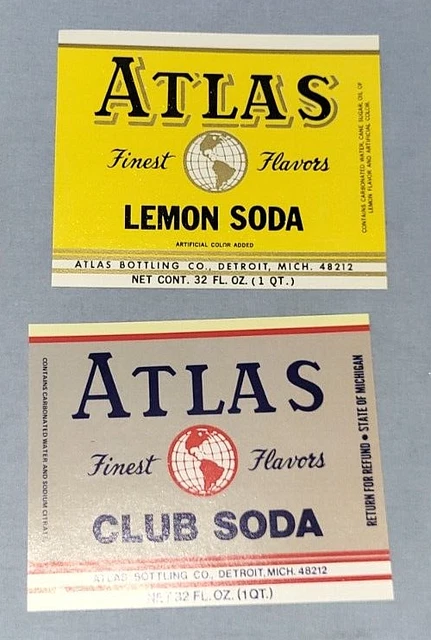 ATLAS
Finest Flavors
LEMON SODA
ARTIFICIAL COLOR ADDED
ATLAS BOTTLING CO., DETROIT, MICH. 48212
NET CONT. 32 FL. OZ. (1 QT.)
CONTAINS CARBONATED WATER, CANE SUGAR, OIL OF
LEMON FLAVOR AND ARTIFICIAL COLOR.
CONTAINS CARBONATED WATER AND SODIUM CITRATE
ATLAS
Finest Flavors
CLUB SODA
ATLAS BOTTLING CO., DETROIT, MICH. 48212
NET 32 FL. OZ. (1 QT.)
RETURN FOR REFUND • STATE OF MICHIGAN